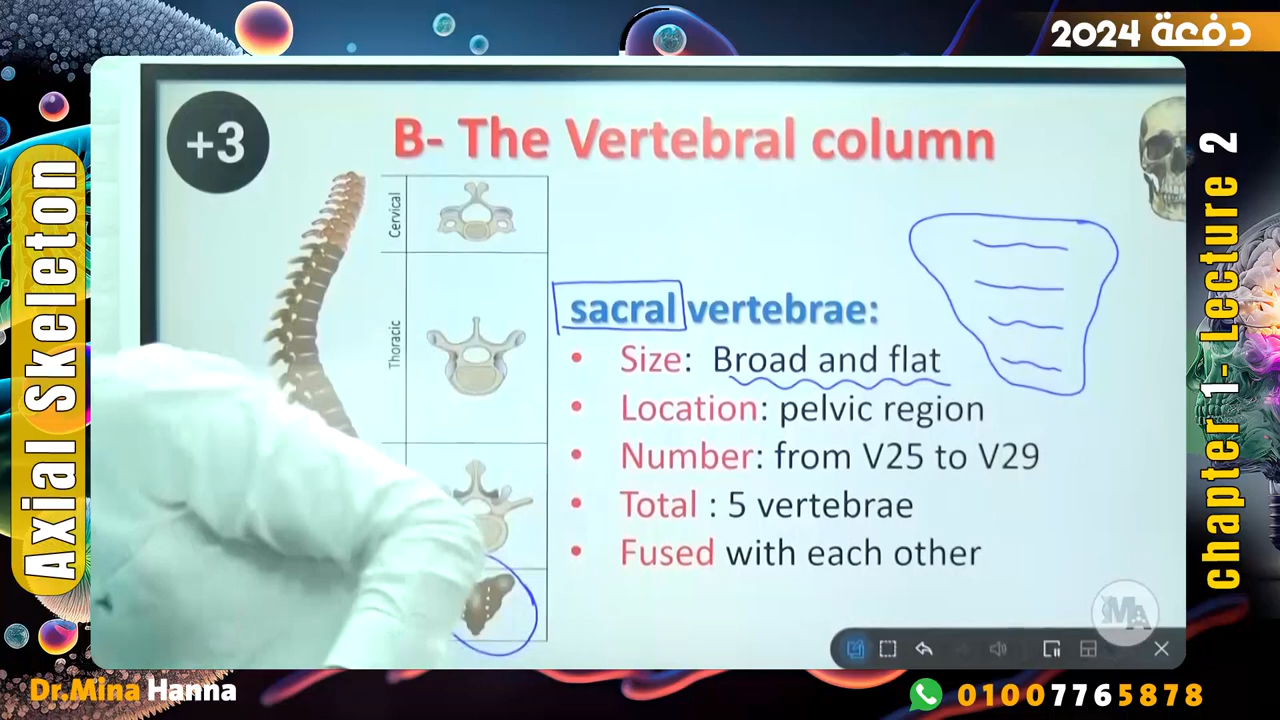 دفعة 2024
+3
B- The Vertebral column
Cervical
Thoracic
sacral vertebrae:
• Size: Broad and flat
• Location: pelvic region
• Number: from V25 to V29
• Total : 5 vertebrae
• Fused with each other
Axial Skeleton
chapter 1- Lecture 2
MA
Dr.Mina Hanna
01007765878